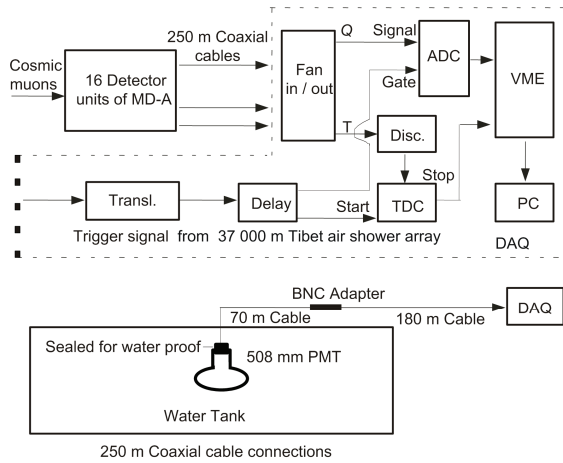 250 m Coaxial
cables
Cosmic
muons
16 Detector
units of MD-A
Fan
in / out
Q
Signal
Gate
ADC
VME
T
Disc.
Stop
Transl.
Delay
Start
TDC
PC
Trigger signal from 37 000 m Tibet air shower array
DAQ
BNC Adapter
70 m Cable
180 m Cable
DAQ
Sealed for water proof
508 mm PMT
Water Tank
250 m Coaxial cable connections